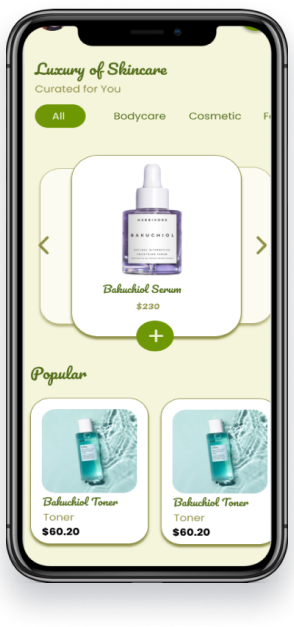 Luxury of Skincare
Curated for You
All Bodycare Cosmetic
HERBIVORE
BAKUCHIOL
Bakuchiol Serum
$230
+
Popular
Bakuchiol Toner
Toner
$60.20
Bakuchiol Toner
Toner
$60.20